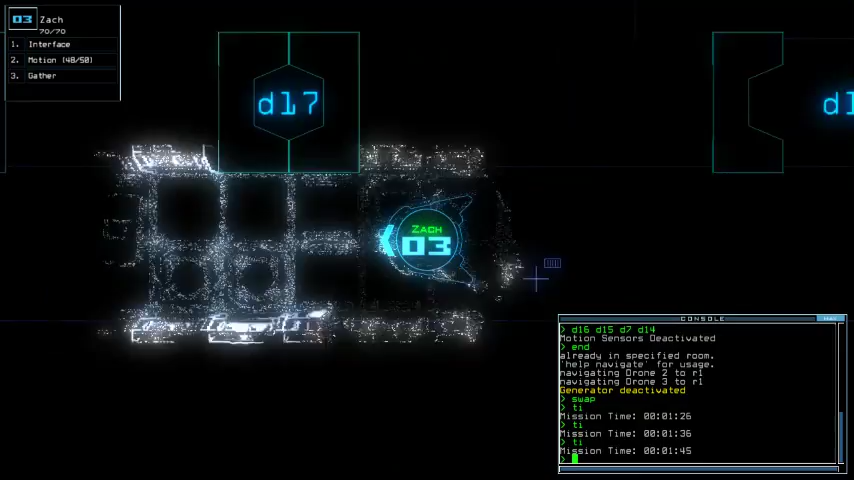 03 Zach
70/70
1. Interface
2. Motion (48/50)
3. Gather
d17
d1
Zach
03
CONSOLE
> d16 d15 d7 d14
Motion Sensors Deactivated
> end
already in specified room.
'help navigate' for usage.
navigating Drone 2 to r1
navigating Drone 3 to r1
Generator deactivated
> swap
> ti
Mission Time: 00:01:26
> ti
Mission Time: 00:01:36
> ti
Mission Time: 00:01:45
>